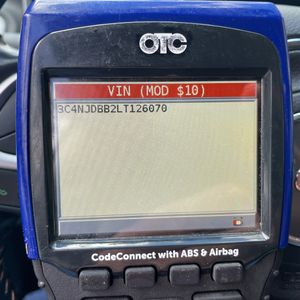 OTC
VIN (MOD $10)
3C4NJDBB2LT126070
CodeConnect with ABS & Airbag